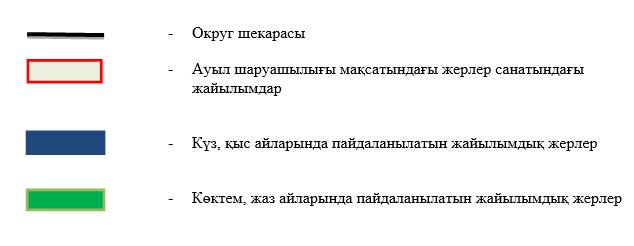 - Округ шекарасы
- Ауыл шаруашылығы мақсатындағы жерлер санатындағы
жайылымдар
- Күз, қыс айларында пайдаланылатын жайылымдық жерлер
- Көктем, жаз айларында пайдаланылатын жайылымдық жерлер